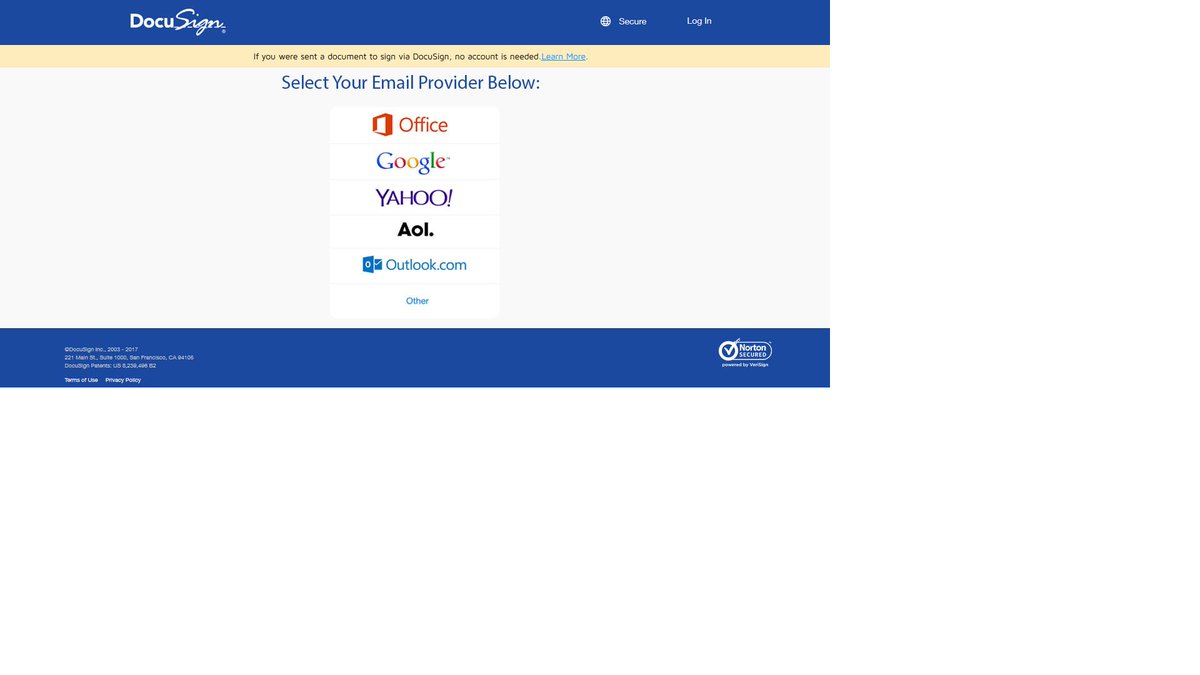 DocuSign®
Secure
Log In
If you were sent a document to sign via DocuSign, no account is needed.Learn More.
Select Your Email Provider Below:
Office
Google™
YAHOO!
Aol.
Outlook.com
Other
©DocuSign Inc., 2003 - 2017
221 Main St., Suite 1000, San Francisco, CA 94105
DocuSign Patents: US 8,239,496 B2
Terms of Use Privacy Policy
Norton
SECURED
powered by VeriSign